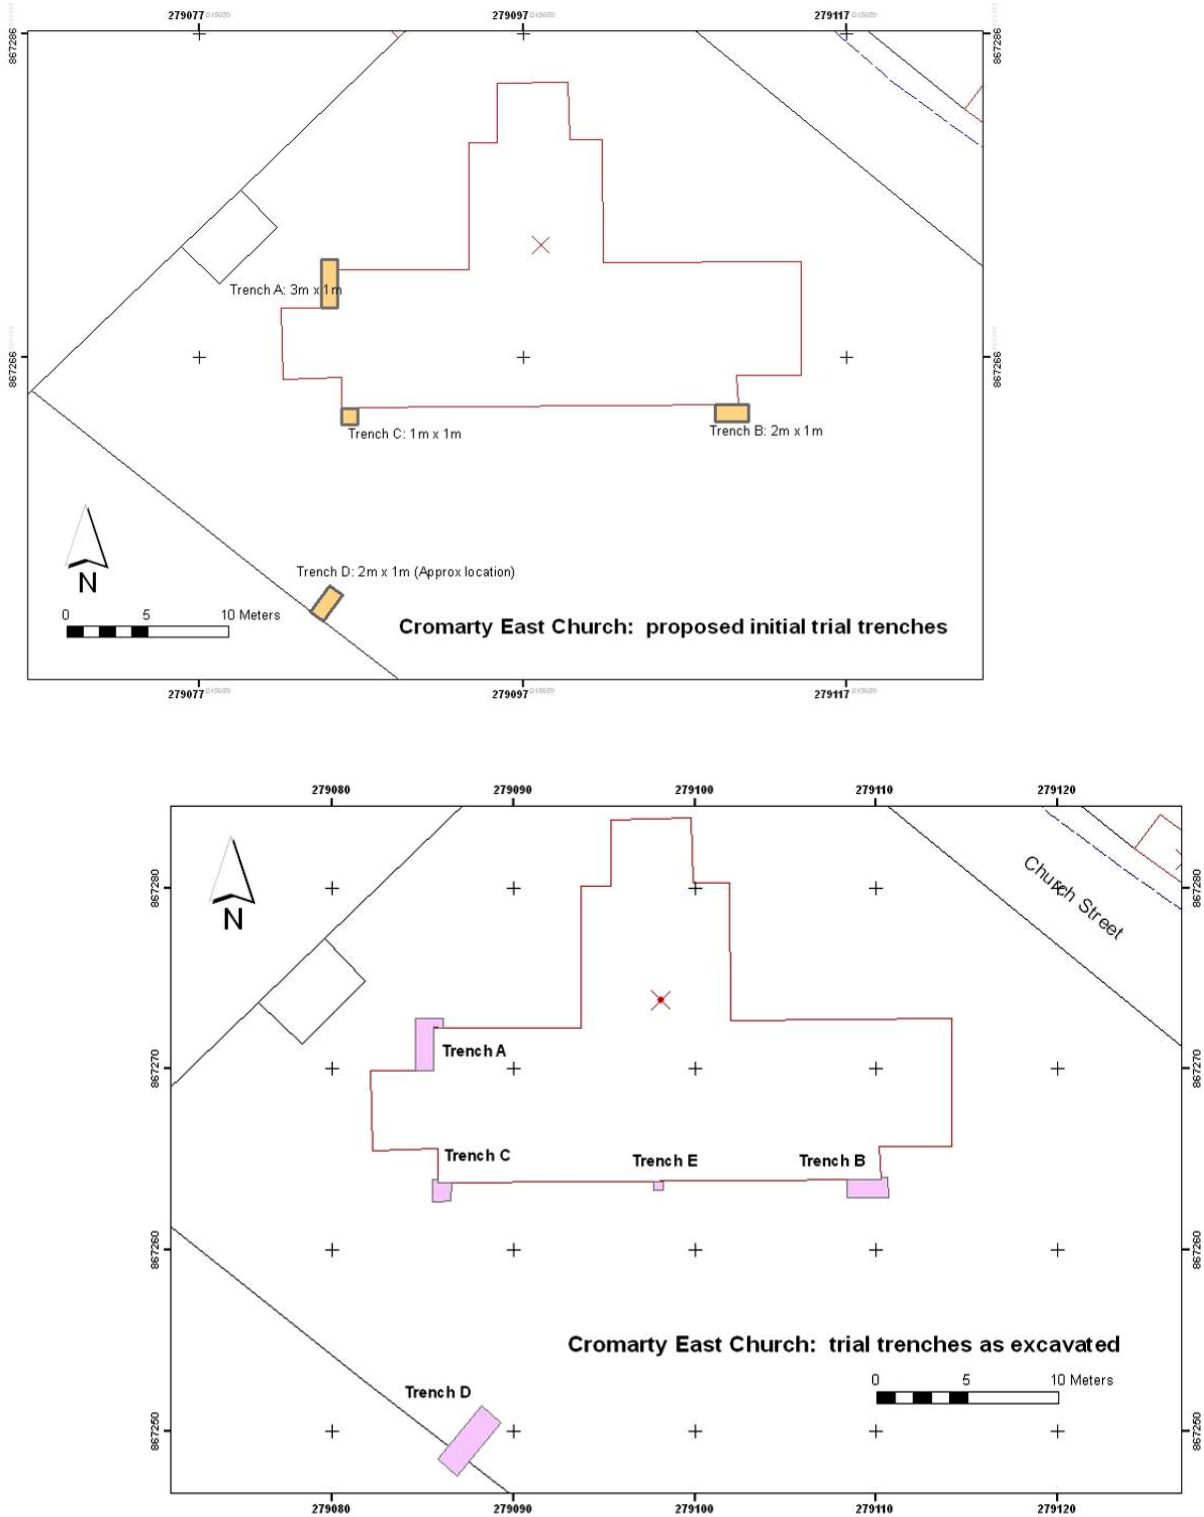 279077 279097 279117
867286 867286
Trench A: 3m x 1m
867266 867266
Trench C: 1m x 1m
Trench B: 2m x 1m
N
Trench D: 2m x 1m (Approx location)
0 5 10 Meters
Cromarty East Church: proposed initial trial trenches
279077 279097 279117
279080 279090 279100 279110 279120
N
Church Street
867280 867280
Trench A
867270 867270
Trench C
Trench E
Trench B
867260 867260
Cromarty East Church: trial trenches as excavated
0 5 10 Meters
Trench D
867250 867250
279080 279090 279100 279110 279120